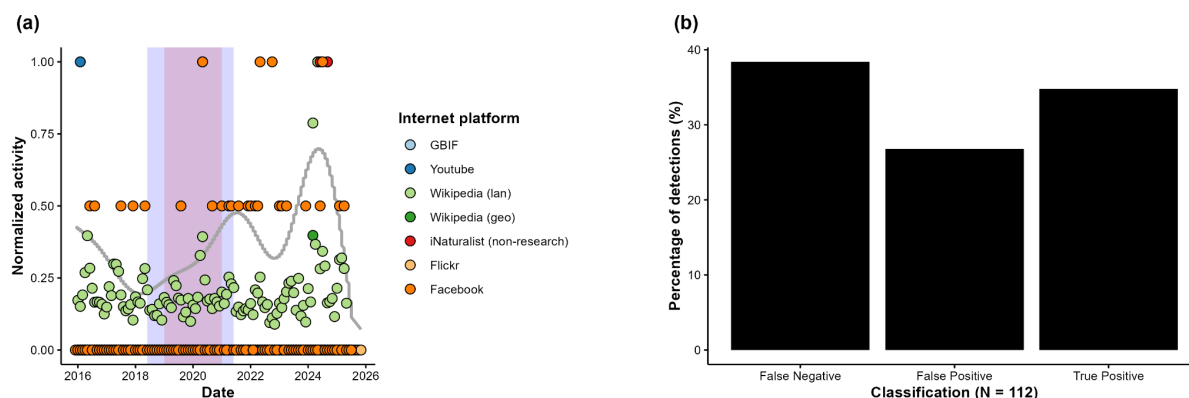 (a)
1.00
0.75
0.50
0.25
0.00
Normalized activity
2016
2018
2020
2022
2024
2026
Date
Internet platform
GBIF
Youtube
Wikipedia (lan)
Wikipedia (geo)
iNaturalist (non-research)
Flickr
Facebook
(b)
40
30
20
10
0
Percentage of detections (%)
False Negative
False Positive
True Positive
Classification (N = 112)